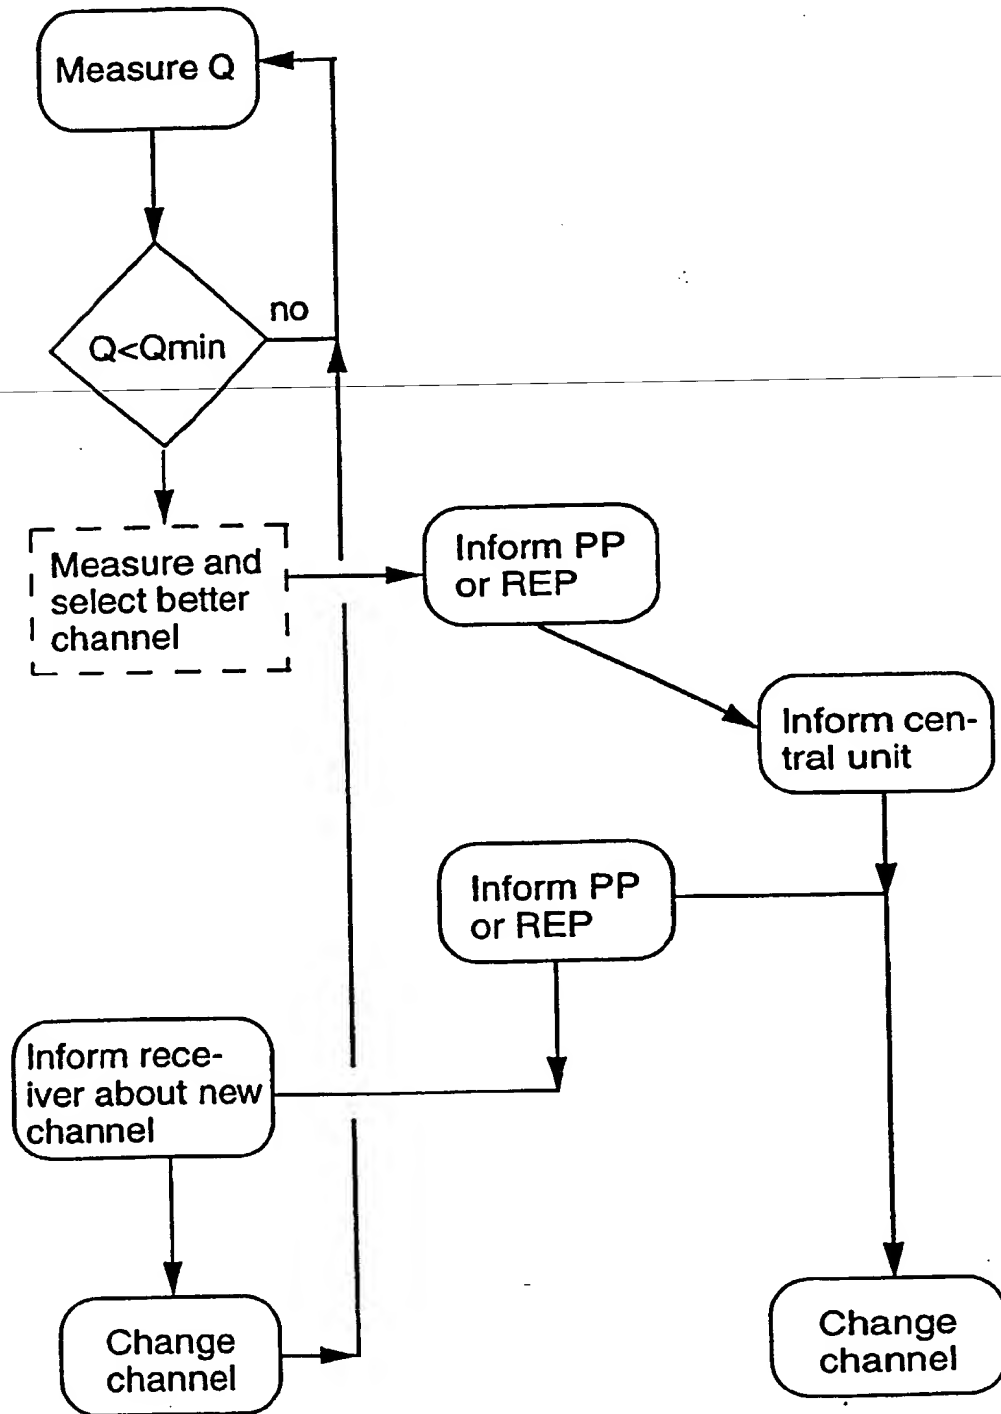 Measure Q
no
Q<Qmin
Measure and
select better
channel
Inform PP
or REP
Inform cen-
tral unit
Inform PP
or REP
Inform rece-
iver about new
channel
Change
channel
Change
channel